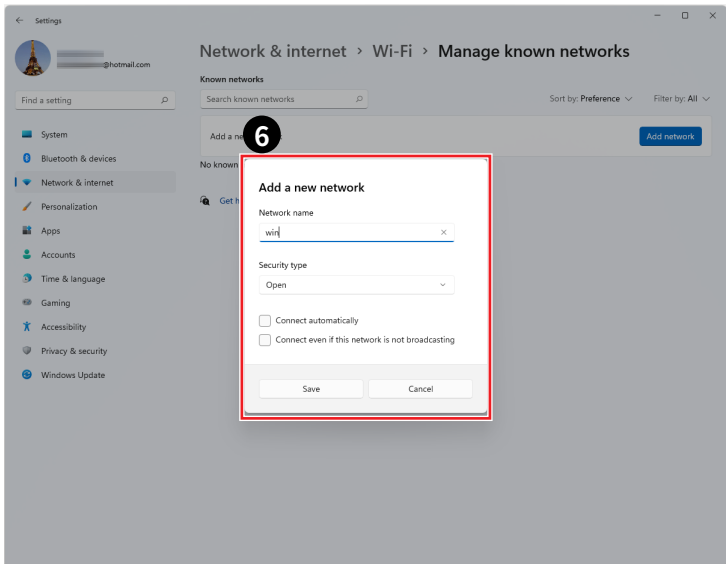 Settings
@hotmail.com
Find a setting
System
Bluetooth & devices
Network & internet
Personalization
Apps
Accounts
Time & language
Gaming
Accessibility
Privacy & security
Windows Update
Network & internet > Wi-Fi > Manage known networks
Known networks
Search known networks
Sort by: Preference
Filter by: All
Add a
Add network
No known
Get
6
Add a new network
Network name
win
Security type
Open
Connect automatically
Connect even if this network is not broadcasting
Save
Cancel